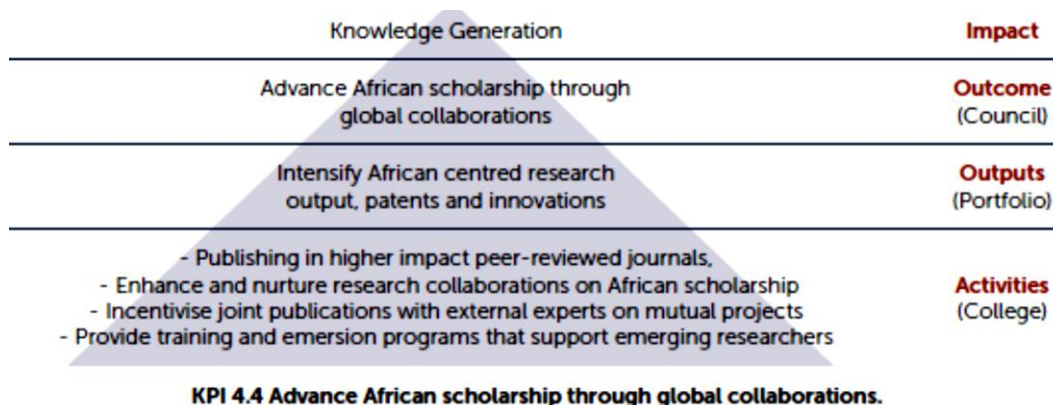 Knowledge Generation Impact
Advance African scholarship through Outcome
global collaborations (Council)
Intensify African centred research Outputs
output, patents and innovations (Portfolio)
- Publishing in higher impact peer-reviewed journals,
- Enhance and nurture research collaborations on African scholarship Activities
- Incentivise joint publications with external experts on mutual projects (College)
- Provide training and emersion programs that support emerging researchers
KPI 4.4 Advance African scholarship through global collaborations.